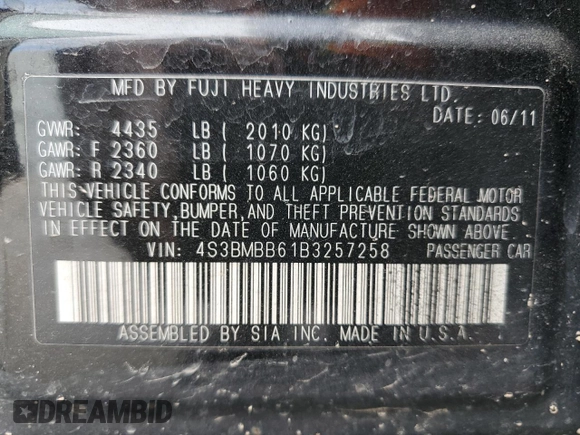 MFD BY FUJI HEAVY INDUSTRIES LTD.
DATE: 06/11
GVWR: 4435 LB ( 2010 KG)
GAWR: F 2360 LB ( 1070 KG)
GAWR: R 2340 LB ( 1060 KG)
THIS VEHICLE CONFORMS TO ALL APPLICABLE FEDERAL MOTOR
VEHICLE SAFETY, BUMPER, AND THEFT PREVENTION STANDARDS
IN EFFECT ON THE DATE OF MANUFACTURE SHOWN ABOVE.
VIN: 4S3BMBB61B3257258 PASSENGER CAR
ASSEMBLED BY SIA INC. MADE IN U.S.A.
DREAMBID